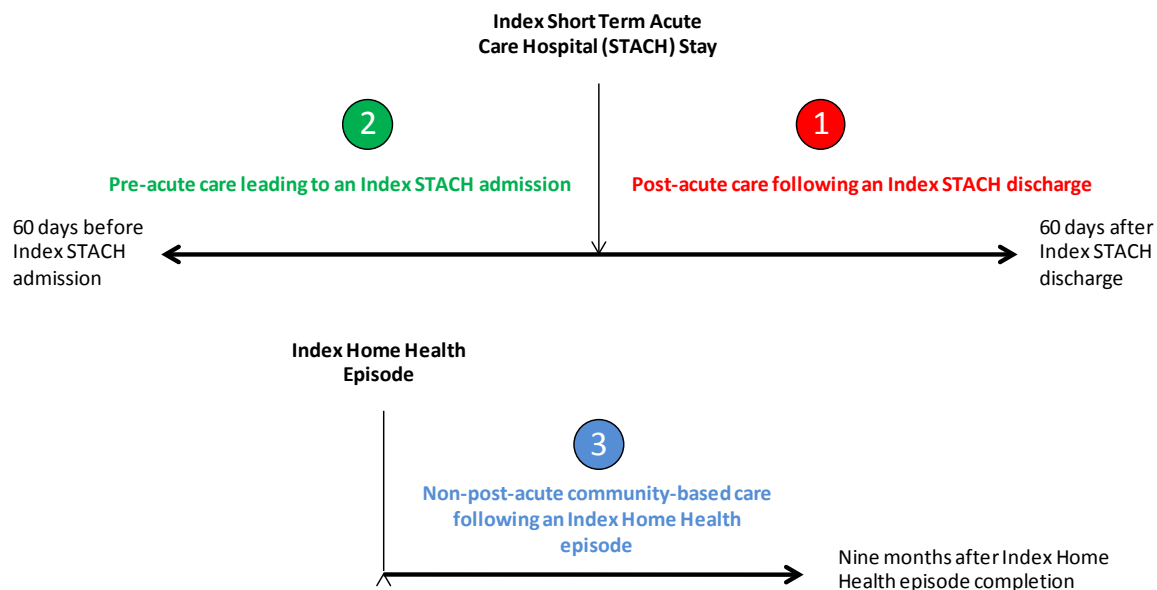 Index Short Term Acute
Care Hospital (STACH) Stay
2
1
Pre-acute care leading to an Index STACH admission
Post-acute care following an Index STACH discharge
60 days before
Index STACH
admission
60 days after
Index STACH
discharge
Index Home Health
Episode
3
Non-post-acute community-based care
following an Index Home Health
episode
Nine months after Index Home
Health episode completion